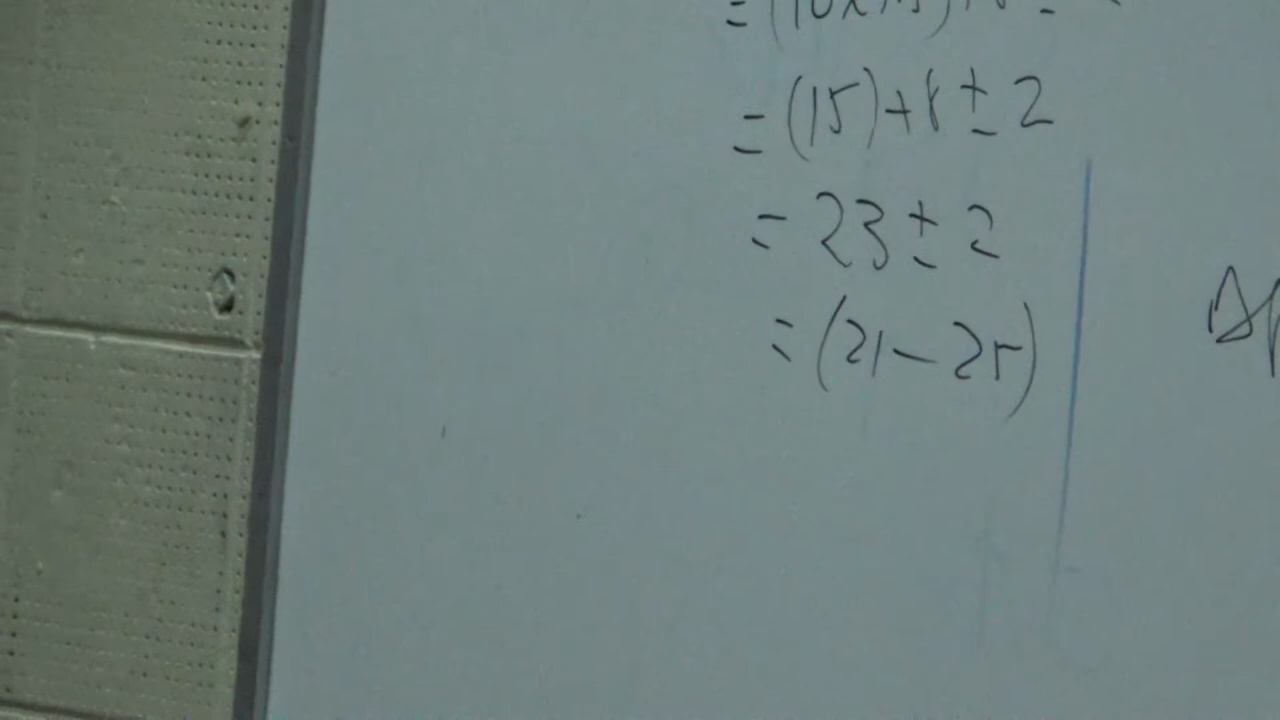 = (15) + 8 ± 2
= 23 ± 2
= (21 – 25)